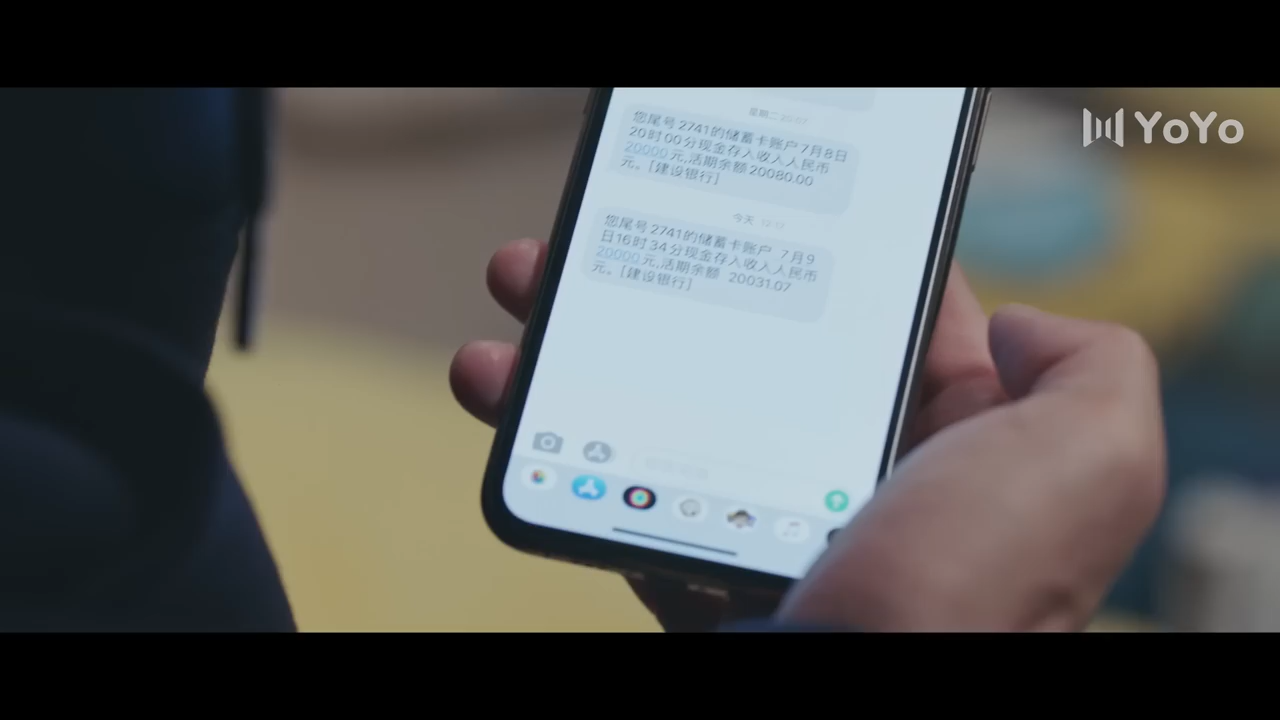 YoYo
星期二 20:07
您尾号2741的储蓄卡账户7月8日
20时00分现金存入收入人民币
20000元,活期余额20080.00
元。[建设银行]
今天
您尾号2741的储蓄卡账户 7月9
日16时34分现金存入收入人民币
20000元,活期余额 20031.07
元。[建设银行]